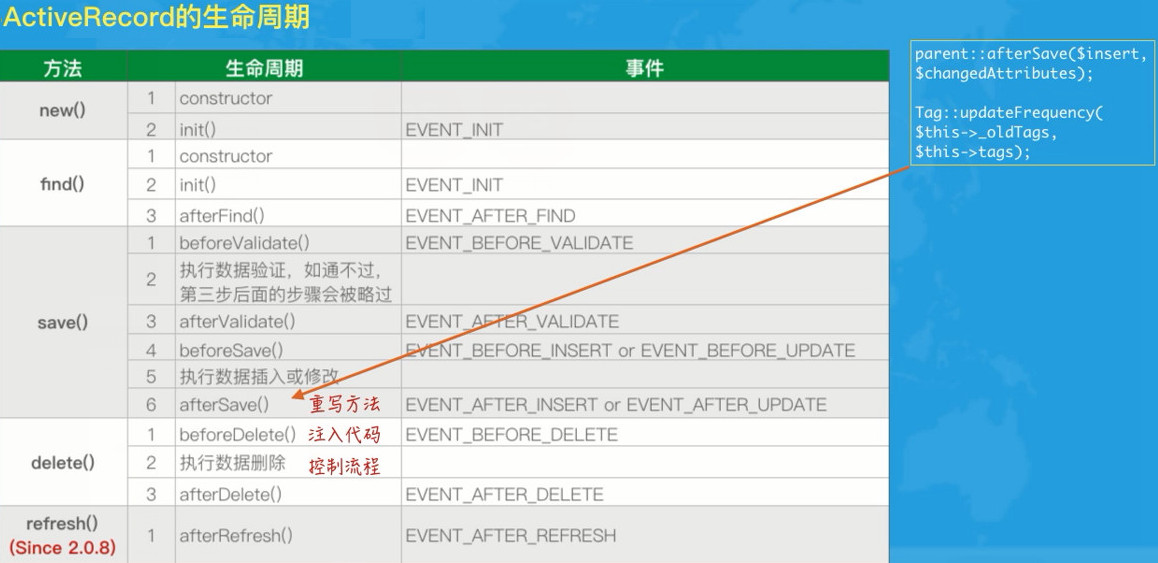 ActiveRecord的生命周期
方法 生命周期 事件
new()
1 constructor
2 init() EVENT_INIT
find()
1 constructor
2 init() EVENT_INIT
3 afterFind() EVENT_AFTER_FIND
save()
1 beforeValidate() EVENT_BEFORE_VALIDATE
2 执行数据验证，如通不过，
第三步后面的步骤会被略过
3 afterValidate() EVENT_AFTER_VALIDATE
4 beforeSave() EVENT_BEFORE_INSERT or EVENT_BEFORE_UPDATE
5 执行数据插入或修改
6 afterSave() 重写方法 EVENT_AFTER_INSERT or EVENT_AFTER_UPDATE
delete()
1 beforeDelete() 注入代码 EVENT_BEFORE_DELETE
2 执行数据删除 控制流程
3 afterDelete() EVENT_AFTER_DELETE
refresh()
(Since 2.0.8)
1 afterRefresh() EVENT_AFTER_REFRESH
parent::afterSave($insert,
$changedAttributes);
Tag::updateFrequency(
$this->_oldTags,
$this->tags);